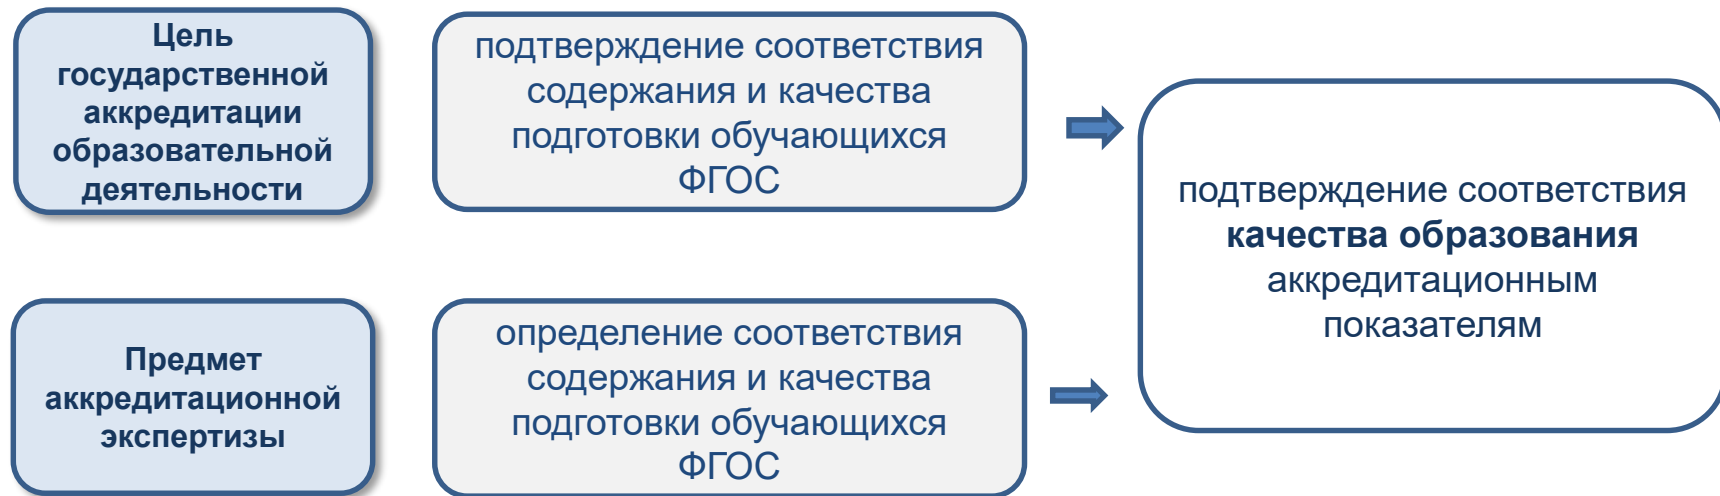 Цель
государственной
аккредитации
образовательной
деятельности
подтверждение соответствия
содержания и качества
подготовки обучающихся
ФГОС
подтверждение соответствия
качества образования
аккредитационным
показателям
Предмет
аккредитационной
экспертизы
определение соответствия
содержания и качества
подготовки обучающихся
ФГОС